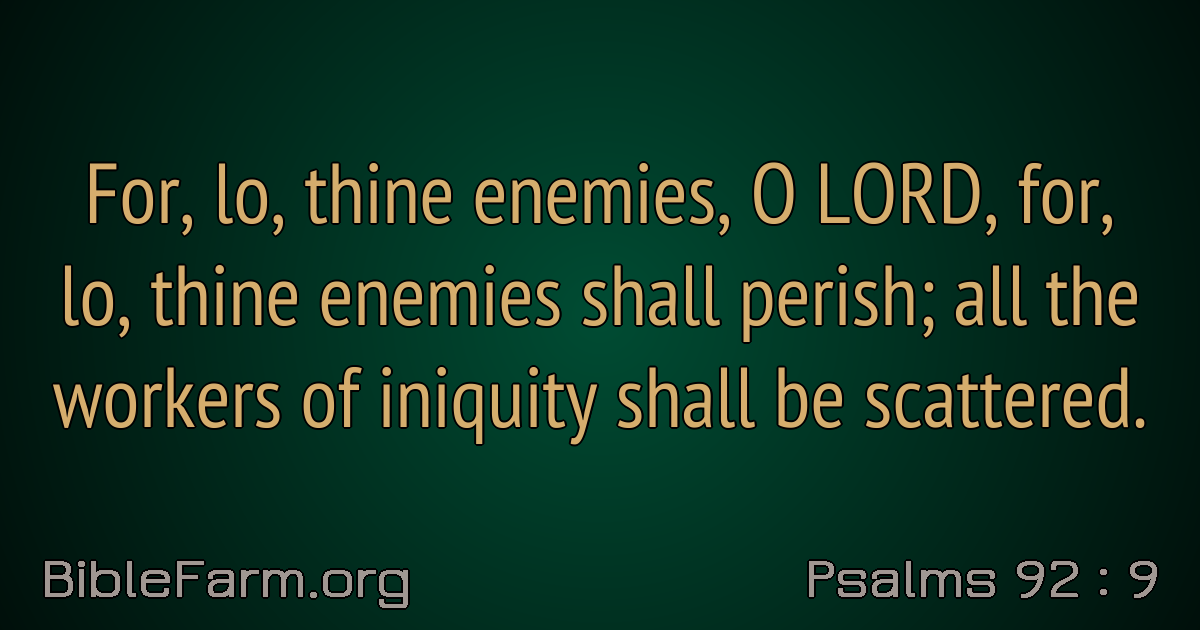 For, lo, thine enemies, O LORD, for,
lo, thine enemies shall perish; all the
workers of iniquity shall be scattered.
BibleFarm.org
Psalms 92 : 9